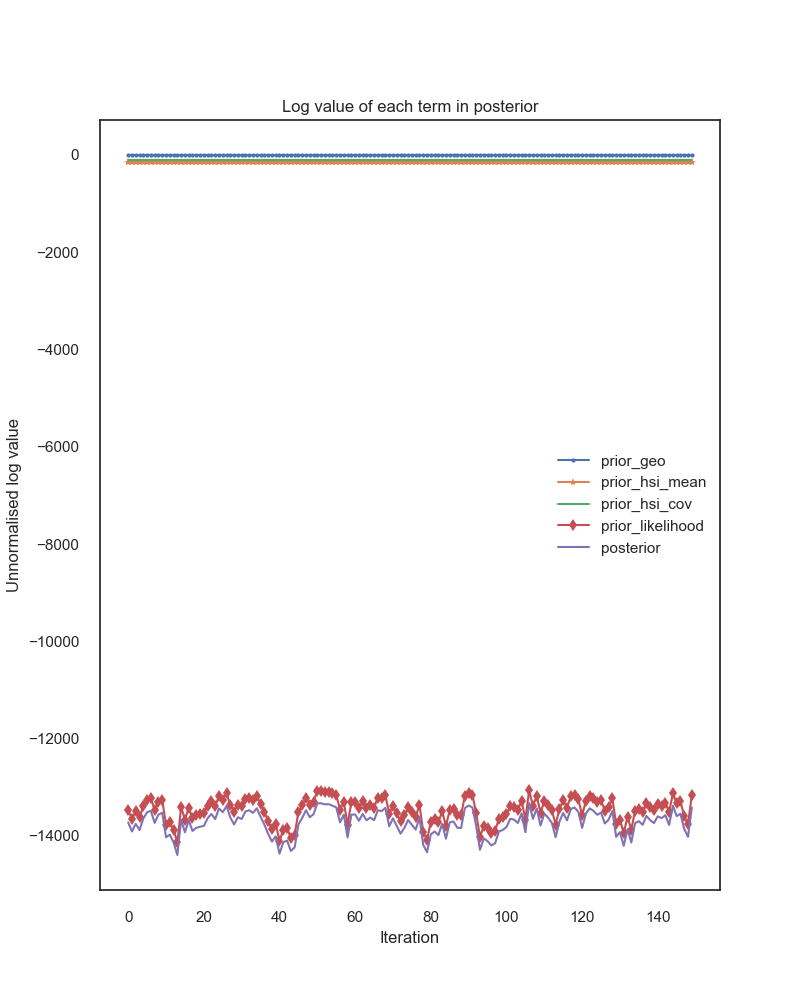 Log value of each term in posterior
Unnormalised log value
0
−2000
−4000
−6000
−8000
−10000
−12000
−14000
prior_geo
prior_hsi_mean
prior_hsi_cov
prior_likelihood
posterior
0 20 40 60 80 100 120 140
Iteration